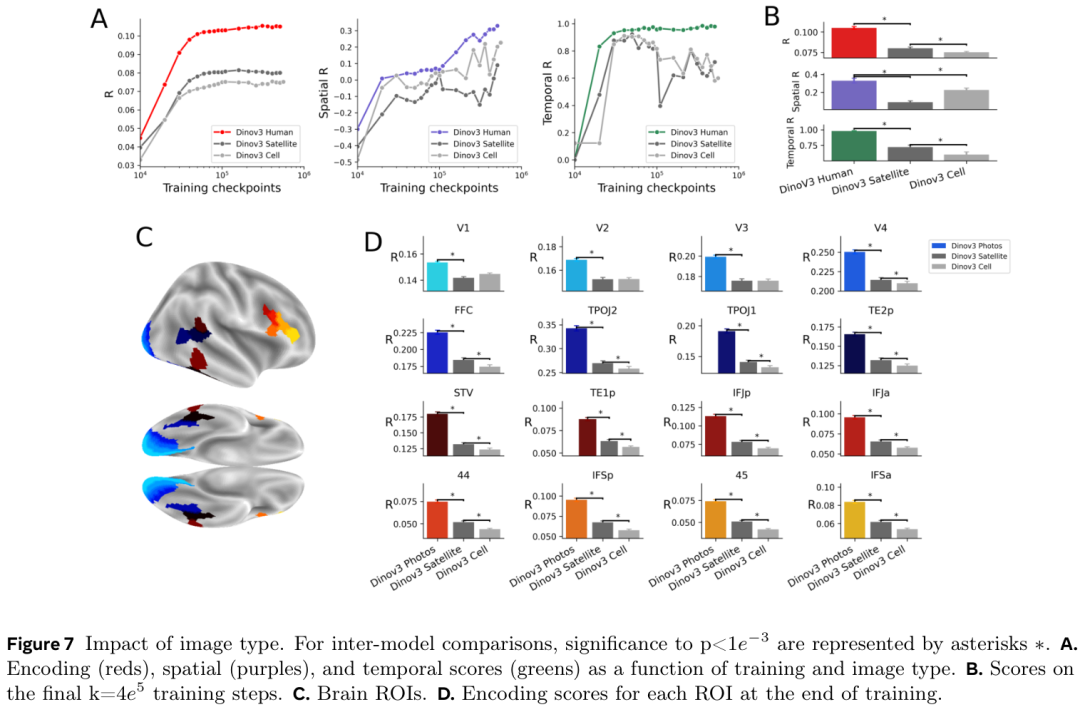 A
R
0.10
0.09
0.08
0.07
0.06
0.05
0.04
0.03
10^4
10^5
10^6
Training checkpoints
Dinov3 Human
Dinov3 Satellite
Dinov3 Cell
Spatial R
0.3
0.2
0.1
0.0
−0.1
−0.2
−0.3
−0.4
−0.5
10^4
10^5
10^6
Training checkpoints
Dinov3 Human
Dinov3 Satellite
Dinov3 Cell
Temporal R
1.0
0.8
0.6
0.4
0.2
0.0
10^4
10^5
10^6
Training checkpoints
Dinov3 Human
Dinov3 Satellite
Dinov3 Cell
B
R
0.100
0.075
*
*
Spatial R
0.4
0.2
*
*
Temporal R
0.75
*
*
DinoV3 Human
Dinov3 Satellite
Dinov3 Cell
C
D
V1
R
0.16
0.14
*
V2
R
0.18
0.16
*
V3
R
0.20
0.18
*
V4
R
0.250
0.225
0.200
*
*
Dinov3 Photos
Dinov3 Satellite
Dinov3 Cell
FFC
R
0.225
0.200
0.175
*
*
TPOJ2
R
0.35
0.30
0.25
*
*
TPOJ1
R
0.20
0.15
*
*
TE2p
R
0.175
0.150
0.125
*
*
STV
R
0.175
0.150
0.125
*
*
TE1p
R
0.100
0.075
0.050
*
*
IFJp
R
0.125
0.100
0.075
*
*
IFJa
R
0.100
0.075
0.050
*
*
44
R
0.075
0.050
*
*
Dinov3 Photos
Dinov3 Satellite
Dinov3 Cell
IFSp
R
0.100
0.075
0.050
*
*
Dinov3 Photos
Dinov3 Satellite
Dinov3 Cell
45
R
0.075
0.050
*
*
Dinov3 Photos
Dinov3 Satellite
Dinov3 Cell
IFSa
R
0.10
0.08
0.06
*
*
Dinov3 Photos
Dinov3 Satellite
Dinov3 Cell
Figure 7 Impact of image type. For inter-model comparisons, significance to p<1e^−3 are represented by asterisks *. A.
Encoding (reds), spatial (purples), and temporal scores (greens) as a function of training and image type. B. Scores on
the final k=4e^5 training steps. C. Brain ROIs. D. Encoding scores for each ROI at the end of training.